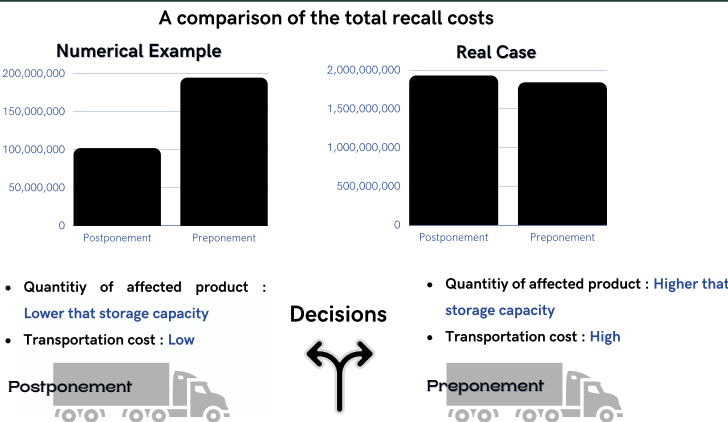 A comparison of the total recall costs
Numerical Example
200,000,000
150,000,000
100,000,000
50,000,000
0
Postponement Preponement
Real Case
2,000,000,000
1,500,000,000
1,000,000,000
500,000,000
0
Postponement Preponement
• Quantitiy of affected product :
Lower that storage capacity
• Transportation cost : Low
Postponement
Decisions
• Quantitiy of affected product : Higher that
storage capacity
• Transportation cost : High
Preponement